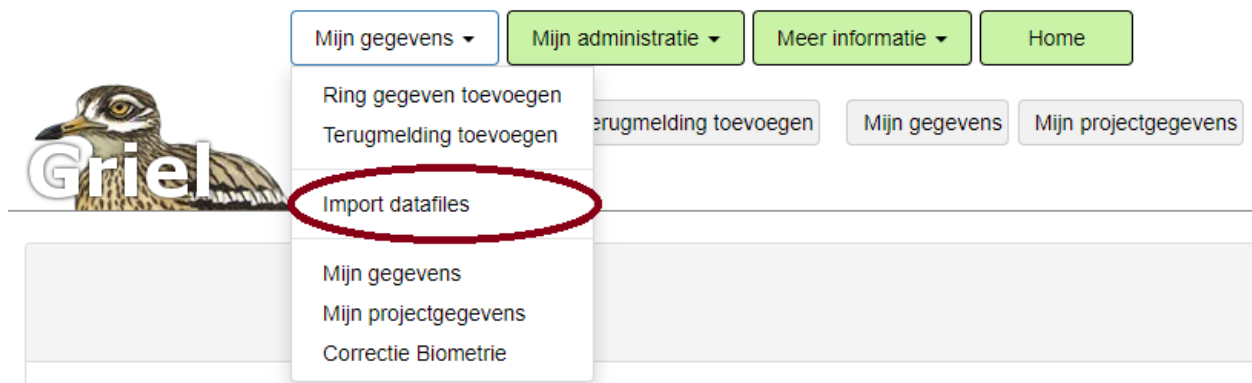 Mijn gegevens Mijn administratie Meer informatie Home
Ring gegeven toevoegen
Terugmelding toevoegen
erugmelding toevoegen Mijn gegevens Mijn projectgegevens
Griel
Import datafiles
Mijn gegevens
Mijn projectgegevens
Correctie Biometrie